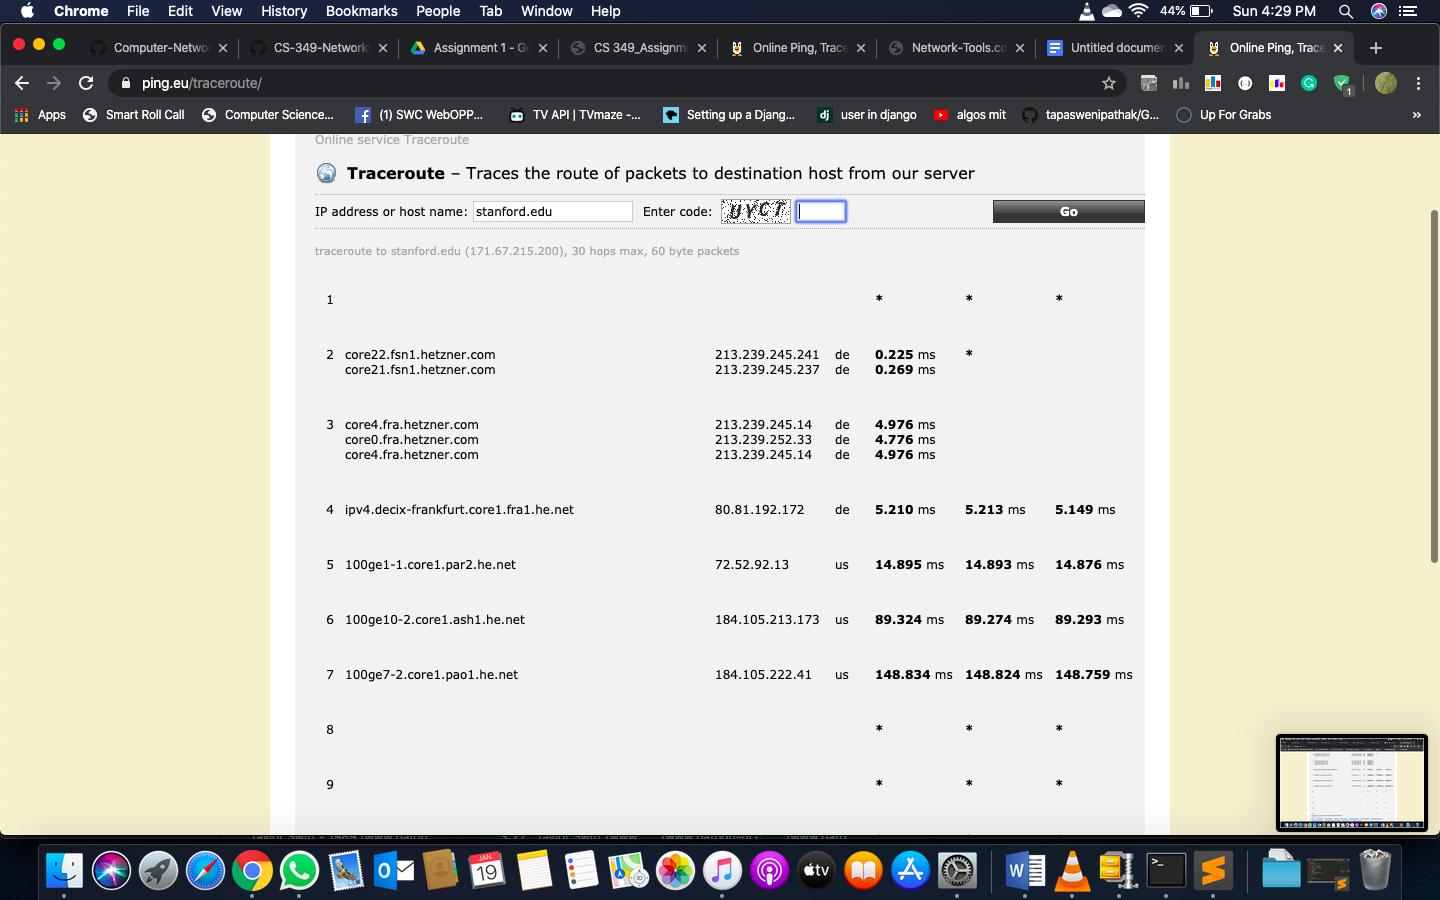 Chrome File Edit View History Bookmarks People Tab Window Help 44% Sun 4:29 PM
Computer-Netwo CS-349-Network Assignment 1 - Go CS 349_Assignm Online Ping, Trace Network-Tools.co Untitled documen Online Ping, Trace
ping.eu/traceroute/
1
Apps Smart Roll Call Computer Science... (1) SWC WebOPP... TV API | TVmaze -... Setting up a Djang... dj user in django algos mit tapaswenipathak/G... Up For Grabs »
Online service Traceroute
Traceroute – Traces the route of packets to destination host from our server
IP address or host name: stanford.edu Enter code: UYCT Go
traceroute to stanford.edu (171.67.215.200), 30 hops max, 60 byte packets
1 * * *
2 core22.fsn1.hetzner.com 213.239.245.241 de 0.225 ms *
core21.fsn1.hetzner.com 213.239.245.237 de 0.269 ms
3 core4.fra.hetzner.com 213.239.245.14 de 4.976 ms
core0.fra.hetzner.com 213.239.252.33 de 4.776 ms
core4.fra.hetzner.com 213.239.245.14 de 4.976 ms
4 ipv4.decix-frankfurt.core1.fra1.he.net 80.81.192.172 de 5.210 ms 5.213 ms 5.149 ms
5 100ge1-1.core1.par2.he.net 72.52.92.13 us 14.895 ms 14.893 ms 14.876 ms
6 100ge10-2.core1.ash1.he.net 184.105.213.173 us 89.324 ms 89.274 ms 89.293 ms
7 100ge7-2.core1.pao1.he.net 184.105.222.41 us 148.834 ms 148.824 ms 148.759 ms
8 * * *
9 * * *
JAN
19
tv